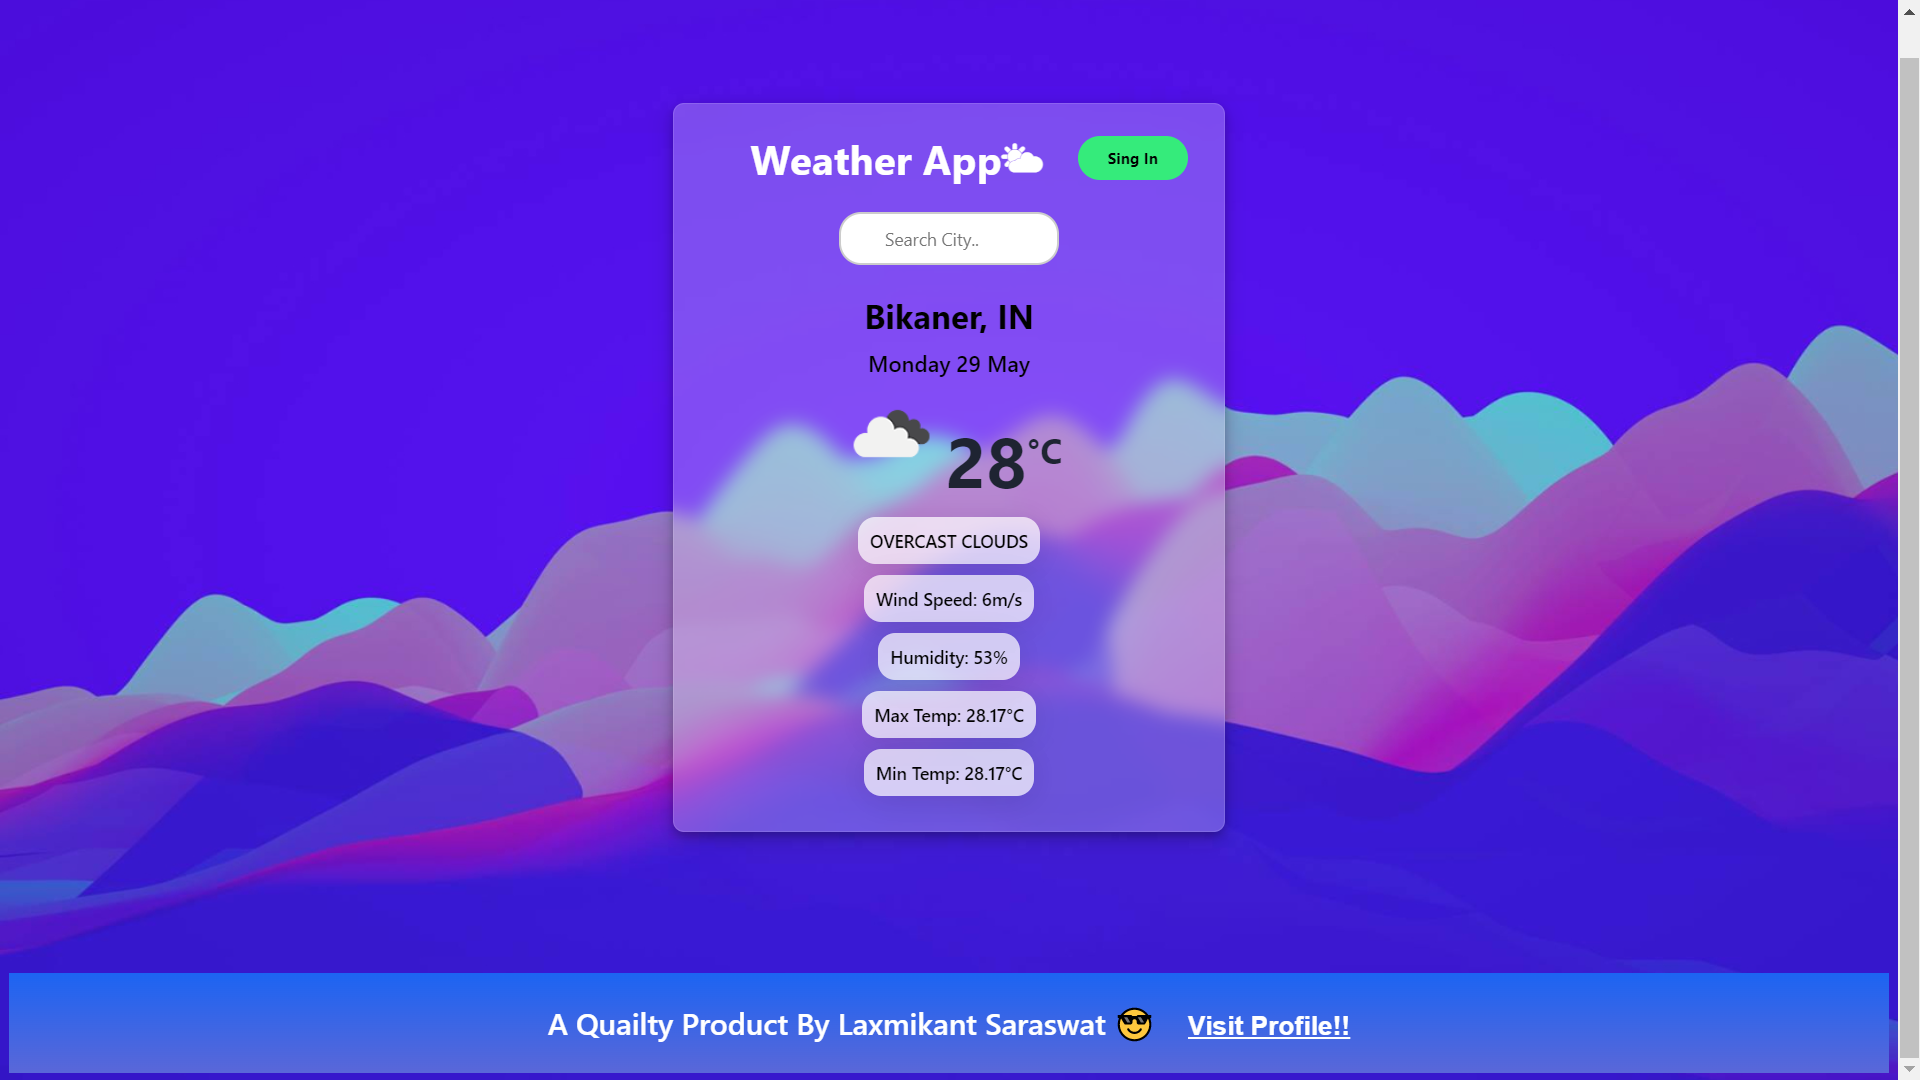 Weather App
Sing In
Search City..
Bikaner, IN
Monday 29 May
28°C
OVERCAST CLOUDS
Wind Speed: 6m/s
Humidity: 53%
Max Temp: 28.17°C
Min Temp: 28.17°C
A Quailty Product By Laxmikant Saraswat 😎 Visit Profile!!